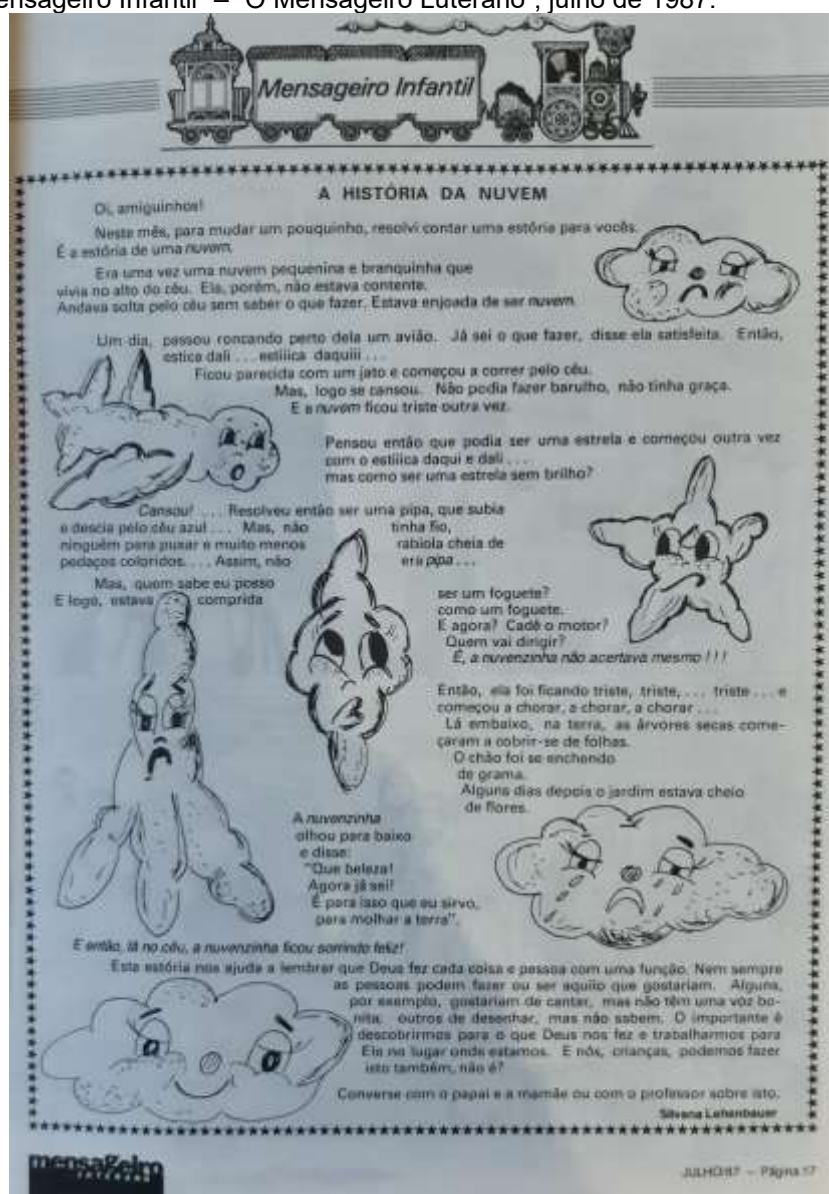 ensageiro Infantil" – "O Mensageiro Luterano", julho de 1987.
Mensageiro Infantil
A HISTÓRIA DA NUVEM
Oi, amiguinhos!
Neste mês, para mudar um pouquinho, resolvi contar uma estória para vocês.
É a estória de uma nuvem.
Era uma vez uma nuvem pequenina e branquinha que
vivia no alto do céu. Ela, porém, não estava contente.
Andava solta pelo céu sem saber o que fazer. Estava enjoada de ser nuvem.
Um dia, passou roncando perto dela um avião. Já sei o que fazer, disse ela satisfeita. Então,
estica dali . . . estiiica daquiii . . .
Ficou parecida com um jato e começou a correr pelo céu.
Mas, logo se cansou. Não podia fazer barulho, não tinha graça.
E a nuvem ficou triste outra vez.
Pensou então que podia ser uma estrela e começou outra vez
com o estiiica daqui e dali . . .
mas como ser uma estrela sem brilho?
Cansou! . . . Resolveu então ser uma pipa, que subia
e descia pelo céu azul . . . Mas, não tinha fio,
ninguém para puxar e muito menos rabiola cheia de
pedaços coloridos. . . . Assim, não era pipa . . .
Mas, quem sabe eu posso ser um foguete?
E logo, estava comprida como um foguete.
E agora? Cadê o motor?
Quem vai dirigir?
É, a nuvenzinha não acertava mesmo ! ! !
Então, ela foi ficando triste, triste, . . . triste . . . e
começou a chorar, a chorar, a chorar . . .
Lá embaixo, na terra, as árvores secas come-
çaram a cobrir-se de folhas.
O chão foi se enchendo
de grama.
Alguns dias depois o jardim estava cheio
de flores.
A nuvenzinha
olhou para baixo
e disse:
"Que beleza!
Agora já sei!
É para isso que eu sirvo,
para molhar a terra".
E então, lá no céu, a nuvenzinha ficou sorrindo feliz!
Esta estória nos ajuda a lembrar que Deus fez cada coisa e pessoa com uma função. Nem sempre
as pessoas podem fazer ou ser aquilo que gostariam. Alguns,
por exemplo, gostariam de cantar, mas não têm uma voz bo-
nita; outros de desenhar, mas não sabem. O importante é
descobrirmos para o que Deus nos fez e trabalharmos para
Ele no lugar onde estamos. E nós, crianças, podemos fazer
isto também, não é?
Converse com o papai e a mamãe ou com o professor sobre isto.
Silvana Lehenbauer
mensageiro
JULHO/87 — Página 17